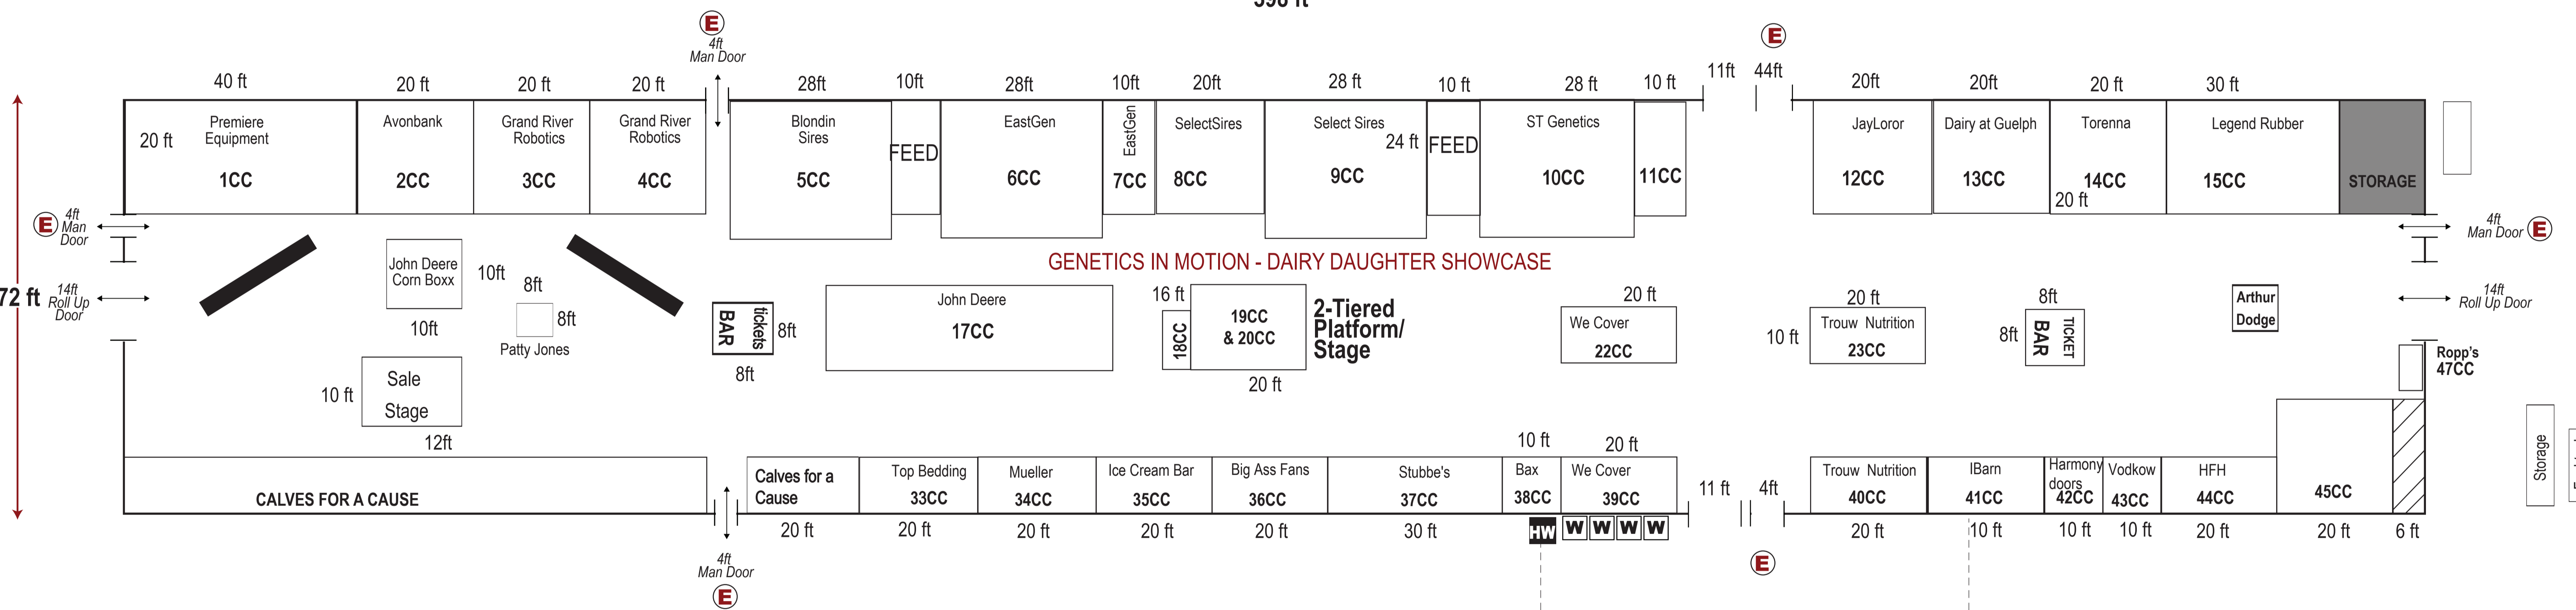 E
4ft
Man Door
E
40 ft
20 ft
20 ft
20 ft
28ft
10ft
28ft
10ft
20ft
28 ft
10 ft
28 ft
10 ft
11ft
44ft
20ft
20ft
20 ft
30 ft
20 ft
Premiere
Equipment
1CC
Avonbank
2CC
Grand River
Robotics
3CC
Grand River
Robotics
4CC
Blondin
Sires
5CC
FEED
EastGen
6CC
EastGen
7CC
SelectSires
8CC
Select Sires
24 ft
9CC
FEED
ST Genetics
10CC
11CC
JayLoror
12CC
Dairy at Guelph
13CC
Torenna
14CC
20 ft
Legend Rubber
15CC
STORAGE
E
4ft
Man
Door
4ft
Man Door
E
GENETICS IN MOTION - DAIRY DAUGHTER SHOWCASE
72 ft
14ft
Roll Up
Door
John Deere
Corn Boxx
10ft
10ft
8ft
8ft
Patty Jones
tickets
BAR
8ft
8ft
John Deere
17CC
16 ft
18CC
19CC
& 20CC
20 ft
2-Tiered
Platform/
Stage
20 ft
We Cover
22CC
20 ft
10 ft
Trouw Nutrition
23CC
8ft
8ft
TICKET
BAR
Arthur
Dodge
14ft
Roll Up Door
Ropp's
47CC
10 ft
Sale
Stage
12ft
CALVES FOR A CAUSE
Calves for a
Cause
Top Bedding
33CC
Mueller
34CC
Ice Cream Bar
35CC
Big Ass Fans
36CC
Stubbe's
37CC
10 ft
Bax
38CC
20 ft
We Cover
39CC
11 ft
4ft
Trouw Nutrition
40CC
IBarn
41CC
Harmony
doors
42CC
Vodkow
43CC
HFH
44CC
45CC
Storage
20 ft
20 ft
20 ft
20 ft
20 ft
30 ft
HW
W
W
W
W
20 ft
10 ft
10 ft
10 ft
20 ft
20 ft
6 ft
4ft
Man Door
E
E